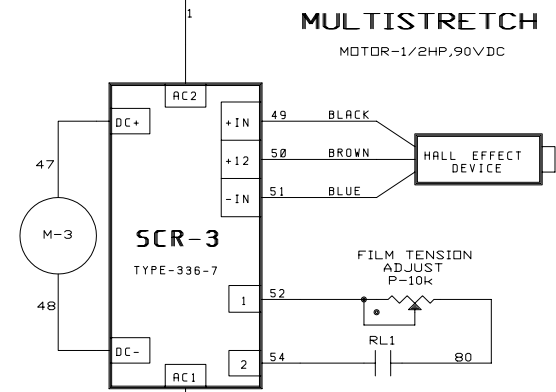 1
MULTISTRETCH
MOTOR-1/2HP,90VDC
AC2
DC+
+IN
49
BLACK
47
+12
50
BROWN
HALL EFFECT
DEVICE
-IN
51
BLUE
M-3
SCR-3
TYPE-336-7
FILM TENSION
ADJUST
P-10k
1
52
48
RL1
DC-
2
54
80
AC1